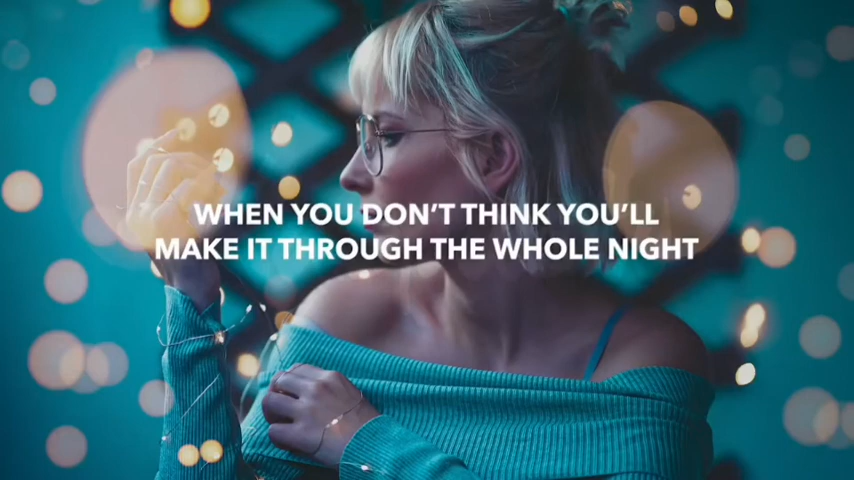 WHEN YOU DON’T THINK YOU’LL
MAKE IT THROUGH THE WHOLE NIGHT